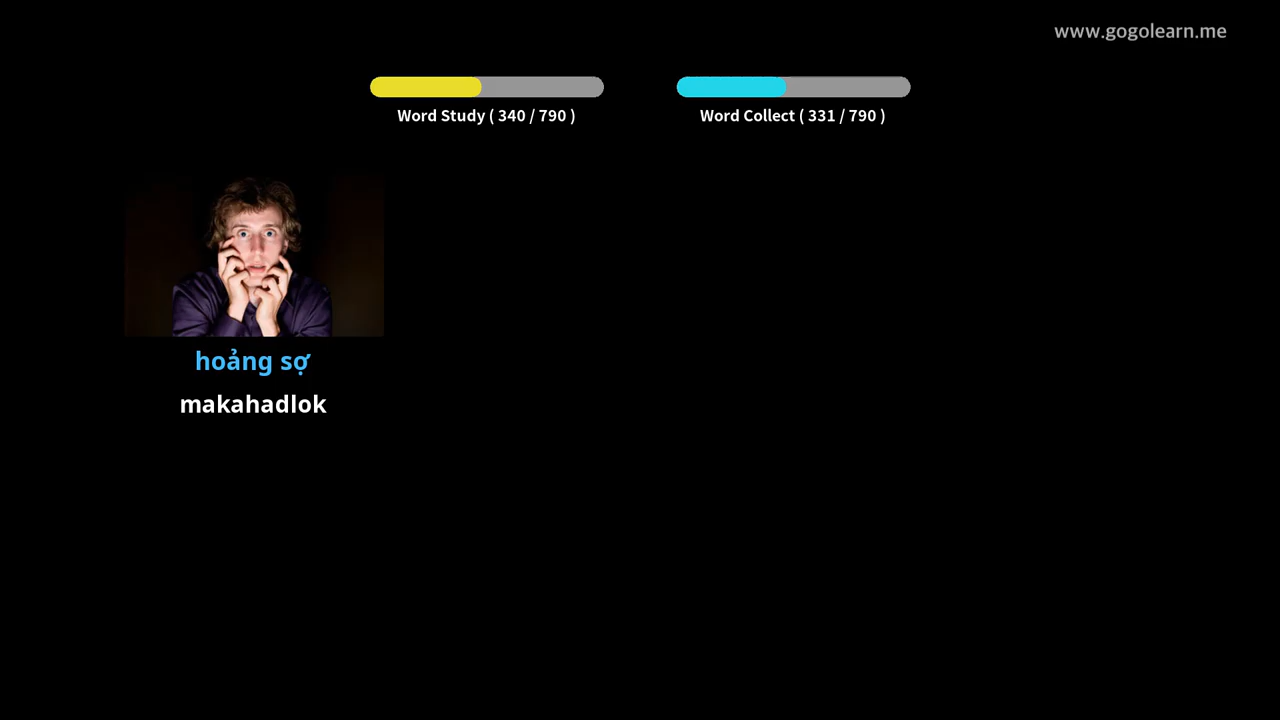 www.gogolearn.me
Word Study ( 340 / 790 )
Word Collect ( 331 / 790 )
hoảng sợ
makahadlok